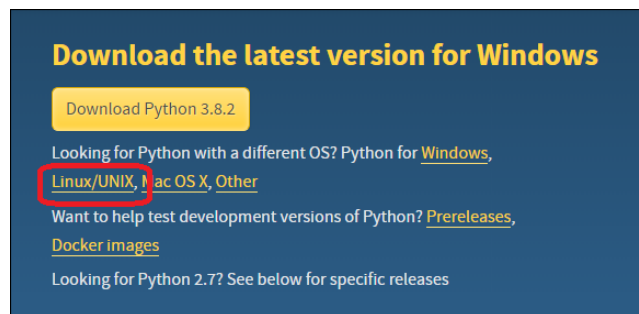 Download the latest version for Windows
Download Python 3.8.2
Looking for Python with a different OS? Python for Windows,
Linux/UNIX, Mac OS X, Other
Want to help test development versions of Python? Prereleases,
Docker images
Looking for Python 2.7? See below for specific releases